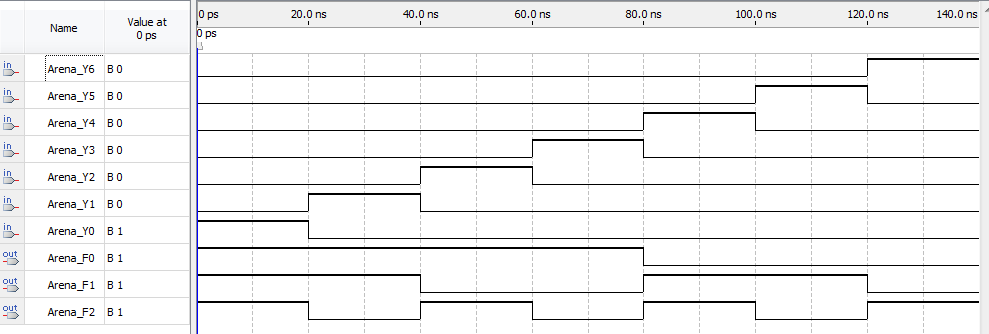 Name Value at 0 ps
0 ps 20.0 ns 40.0 ns 60.0 ns 80.0 ns 100.0 ns 120.0 ns 140.0 ns
0 ps
in Arena_Y6 B 0
in Arena_Y5 B 0
in Arena_Y4 B 0
in Arena_Y3 B 0
in Arena_Y2 B 0
in Arena_Y1 B 0
in Arena_Y0 B 1
out Arena_F0 B 1
out Arena_F1 B 1
out Arena_F2 B 1